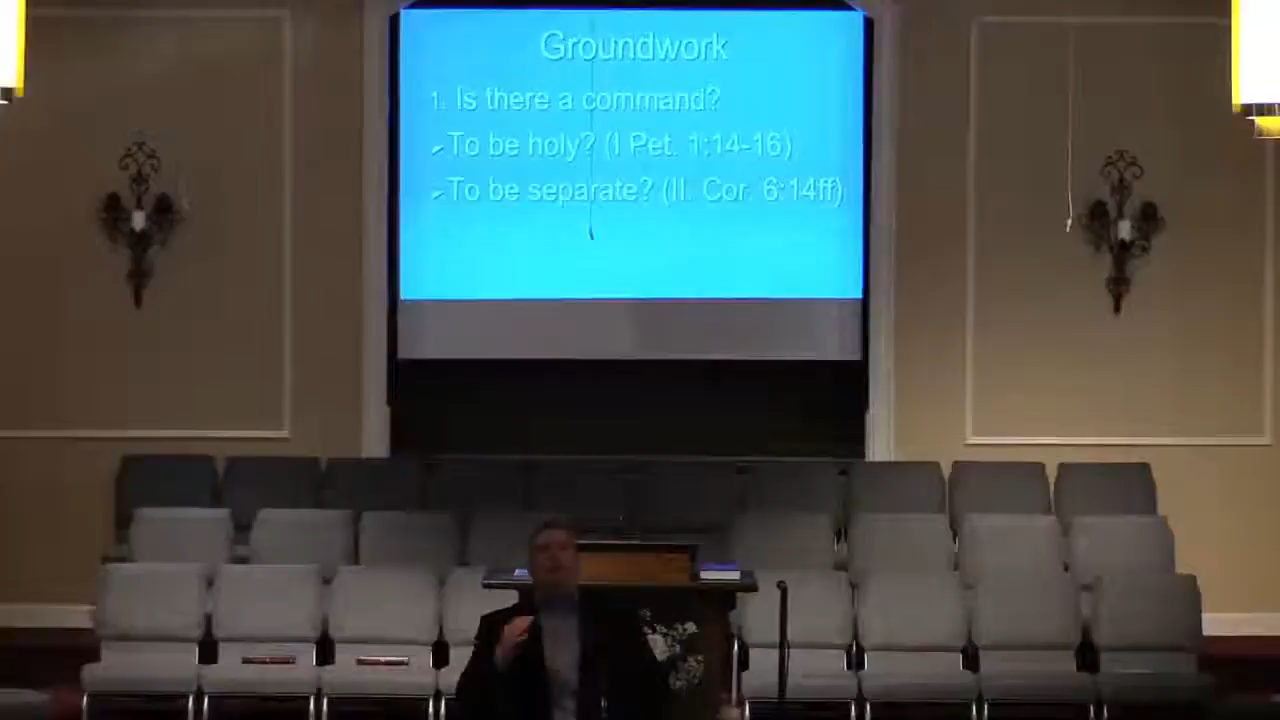 Groundwork
1. Is there a command?
➢To be holy? (I Pet. 1:14-16)
➢To be separate? (II. Cor. 6:14ff)